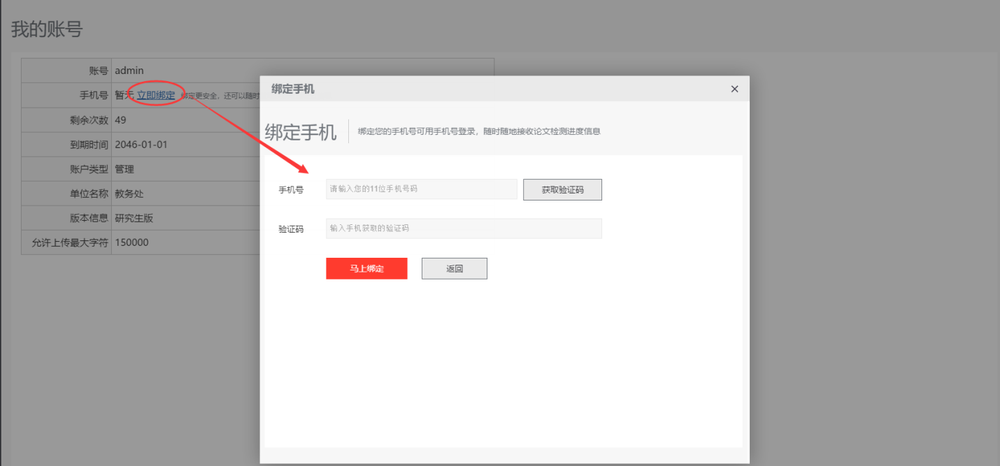 我的账号
账号 admin
手机号 暂无 立即绑定 绑定更安全，还可以随时
剩余次数 49
到期时间 2046-01-01
账户类型 管理
单位名称 教务处
版本信息 研究生版
允许上传最大字符 150000
绑定手机 ×
绑定手机 绑定您的手机号可用手机号登录，随时随地接收论文检测进度信息
手机号 请输入您的11位手机号码 获取验证码
验证码 输入手机获取的验证码
马上绑定 返回